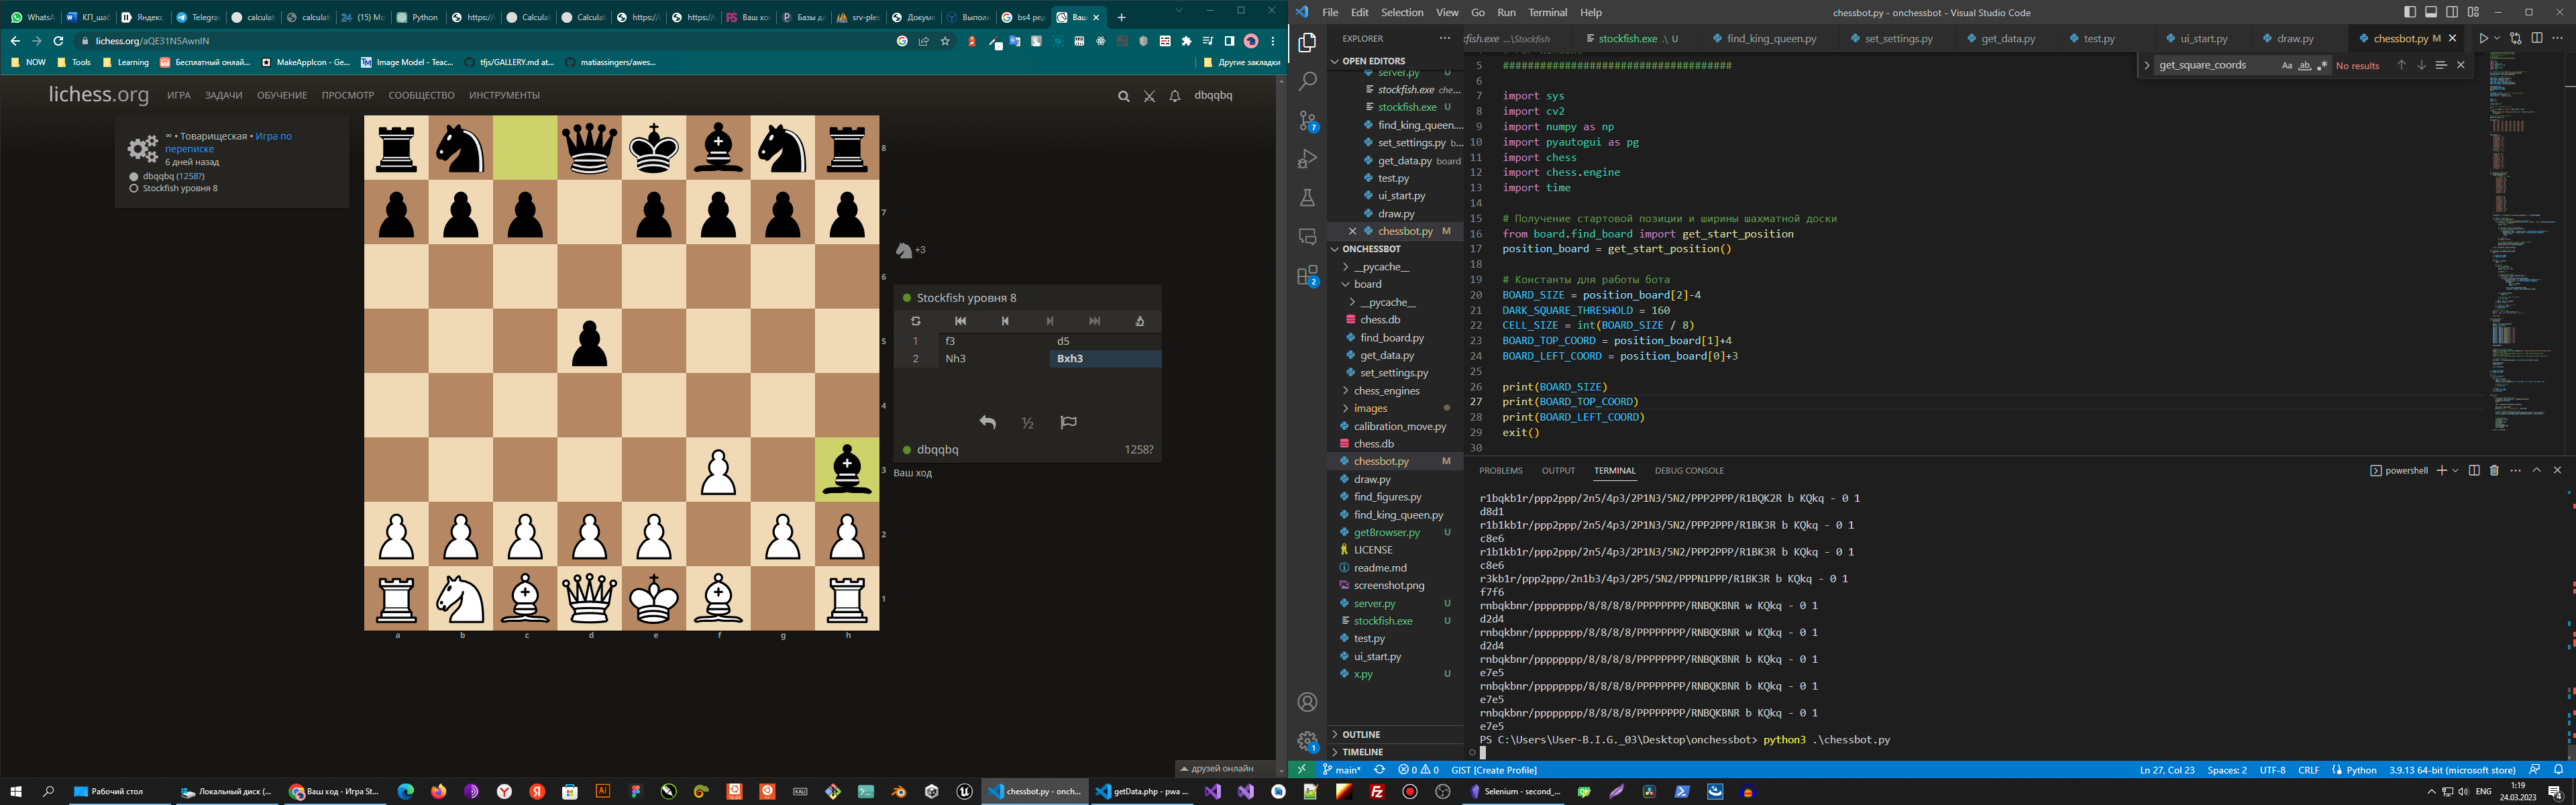 WhatsA
КП_шаб
Яндекс
Telegra
calculat
calculat
(15) Мо
Python
https://
Calcula
Calcula
https://
https://
Ваш хо
Базы да
srv-ples
Докуме
Выполн
bs4 ред
Ваш
lichess.org/aQE31N5AwnIN
NOW
Tools
Learning
Бесплатный онлай...
MakeAppIcon - Ge...
Image Model - Teac...
tfjs/GALLERY.md at...
matiassingers/awes...
Другие закладки
lichess.org
ИГРА ЗАДАЧИ ОБУЧЕНИЕ ПРОСМОТР СООБЩЕСТВО ИНСТРУМЕНТЫ
dbqqbq
∞ • Товарищеская • Игра по
переписке
6 дней назад
dbqqbq (1258?)
Stockfish уровня 8
8
7
6
5
4
3
2
1
a b c d e f g h
+3
Stockfish уровня 8
1 f3 d5
2 Nh3 Bxh3
½
dbqqbq 1258?
Ваш ход
друзей онлайн
File Edit Selection View Go Run Terminal Help
chessbot.py - onchessbot - Visual Studio Code
EXPLORER
OPEN EDITORS
server.py U
stockfish.exe che...
stockfish.exe U
find_king_queen....
set_settings.py b...
get_data.py board
test.py
ui_start.py
draw.py
chessbot.py M
ONCHESSBOT
__pycache__
board
__pycache__
chess.db
find_board.py
get_data.py
set_settings.py
chess_engines
images
calibration_move.py
chess.db
chessbot.py M
draw.py
find_figures.py
find_king_queen.py
getBrowser.py U
LICENSE
readme.md
screenshot.png
server.py U
stockfish.exe U
test.py
ui_start.py
x.py U
OUTLINE
TIMELINE
kfish.exe ...\Stockfish
stockfish.exe .\ U
find_king_queen.py
set_settings.py
get_data.py
test.py
ui_start.py
draw.py
chessbot.py M
get_square_coords
Aa
ab
No results
5 #####################################
6
7 import sys
8 import cv2
9 import numpy as np
10 import pyautogui as pg
11 import chess
12 import chess.engine
13 import time
14
15 # Получение стартовой позиции и ширины шахматной доски
16 from board.find_board import get_start_position
17 position_board = get_start_position()
18
19 # Константы для работы бота
20 BOARD_SIZE = position_board[2]-4
21 DARK_SQUARE_THRESHOLD = 160
22 CELL_SIZE = int(BOARD_SIZE / 8)
23 BOARD_TOP_COORD = position_board[1]+4
24 BOARD_LEFT_COORD = position_board[0]+3
25
26 print(BOARD_SIZE)
27 print(BOARD_TOP_COORD)
28 print(BOARD_LEFT_COORD)
29 exit()
30
PROBLEMS OUTPUT TERMINAL DEBUG CONSOLE
powershell
r1bqkb1r/ppp2ppp/2n5/4p3/2P1N3/5N2/PPP2PPP/R1BQK2R b KQkq - 0 1
d8d1
r1b1kb1r/ppp2ppp/2n5/4p3/2P1N3/5N2/PPP2PPP/R1BK3R b KQkq - 0 1
c8e6
r1b1kb1r/ppp2ppp/2n5/4p3/2P1N3/5N2/PPP2PPP/R1BK3R b KQkq - 0 1
c8e6
r3kb1r/ppp2ppp/2n1b3/4p3/2P5/5N2/PPPN1PPP/R1BK3R b KQkq - 0 1
f7f6
rnbqkbnr/pppppppp/8/8/8/8/PPPPPPPP/RNBQKBNR w KQkq - 0 1
d2d4
rnbqkbnr/pppppppp/8/8/8/8/PPPPPPPP/RNBQKBNR w KQkq - 0 1
d2d4
rnbqkbnr/pppppppp/8/8/8/8/PPPPPPPP/RNBQKBNR b KQkq - 0 1
e7e5
rnbqkbnr/pppppppp/8/8/8/8/PPPPPPPP/RNBQKBNR b KQkq - 0 1
e7e5
rnbqkbnr/pppppppp/8/8/8/8/PPPPPPPP/RNBQKBNR b KQkq - 0 1
e7e5
PS C:\Users\User-B.I.G._03\Desktop\onchessbot> python3 .\chessbot.py
main*
0 0
GIST [Create Profile]
Ln 27, Col 23
Spaces: 2
UTF-8
CRLF
Python
3.9.13 64-bit (microsoft store)
Рабочий стол
Локальный диск (...
Ваш ход - Игра St...
chessbot.py - onch...
getData.php - pwa ...
Selenium - second_...
ENG
1:19
24.03.2023